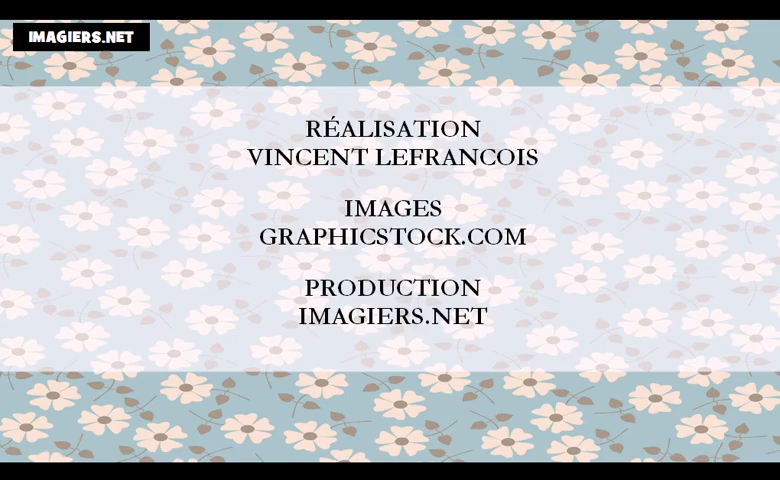 IMAGIERS.NET
RÉALISATION
VINCENT LEFRANCOIS
IMAGES
GRAPHICSTOCK.COM
PRODUCTION
IMAGIERS.NET